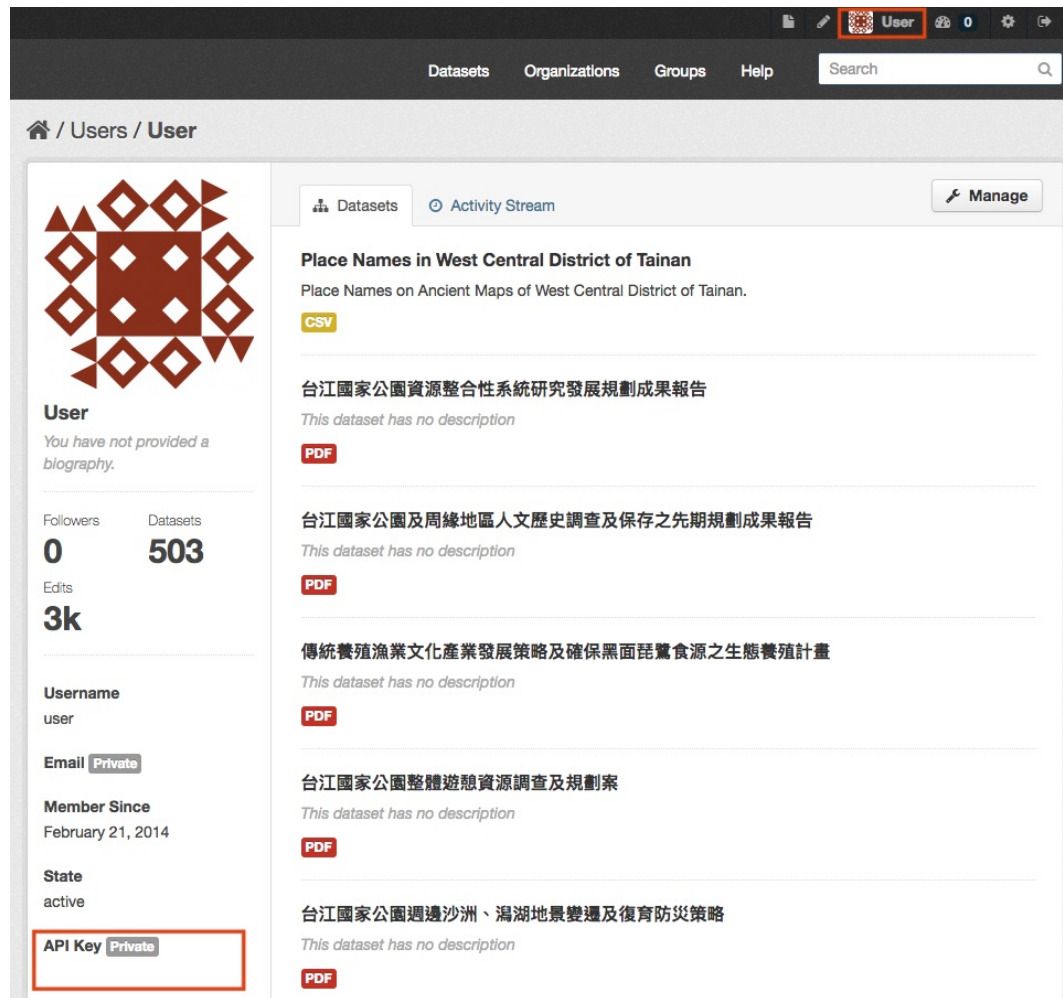 User 0
Datasets Organizations Groups Help Search
/ Users / User
Datasets Activity Stream Manage
Place Names in West Central District of Tainan
Place Names on Ancient Maps of West Central District of Tainan.
CSV
台江國家公園資源整合性系統研究發展規劃成果報告
This dataset has no description
PDF
台江國家公園及周緣地區人文歷史調查及保存之先期規劃成果報告
This dataset has no description
PDF
傳統養殖漁業文化產業發展策略及確保黑面琵鷺食源之生態養殖計畫
This dataset has no description
PDF
台江國家公園整體遊憩資源調查及規劃案
This dataset has no description
PDF
台江國家公園週邊沙洲、潟湖地景變遷及復育防災策略
This dataset has no description
PDF
User
You have not provided a
biography.
Followers Datasets
0 503
Edits
3k
Username
user
Email Private
Member Since
February 21, 2014
State
active
API Key Private